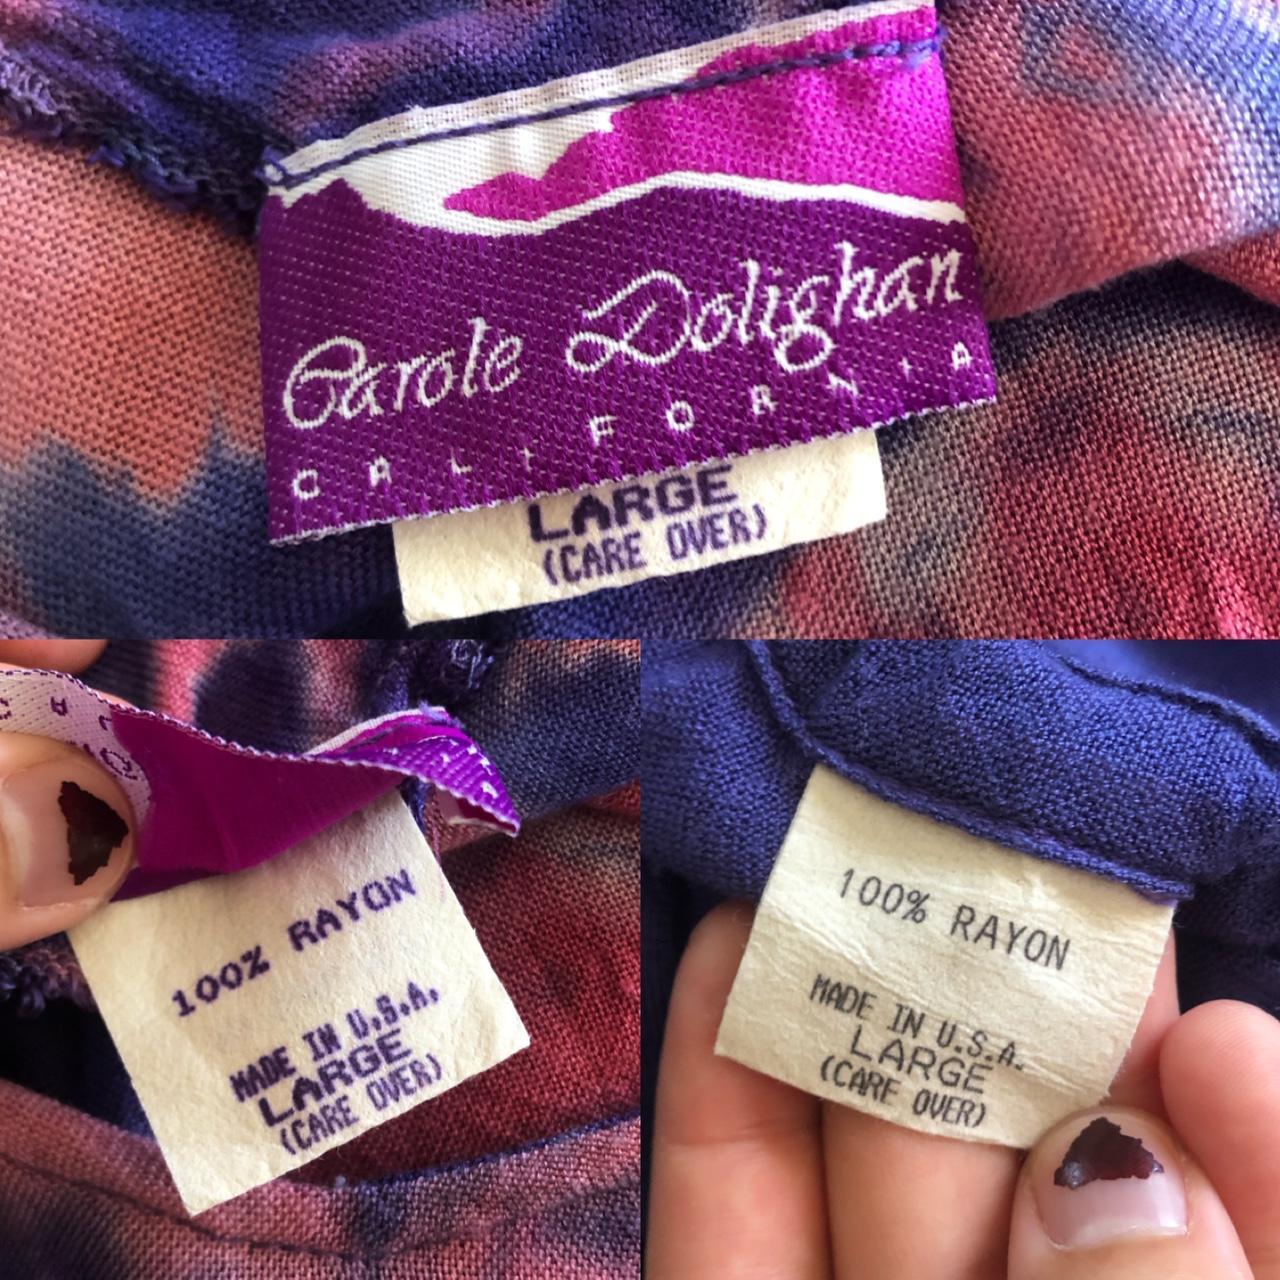 Carole Dolighan
CALIFORNIA
LARGE
(CARE OVER)
100% RAYON
MADE IN U.S.A.
LARGE
(CARE OVER)
100% RAYON
MADE IN U.S.A.
LARGE
(CARE OVER)